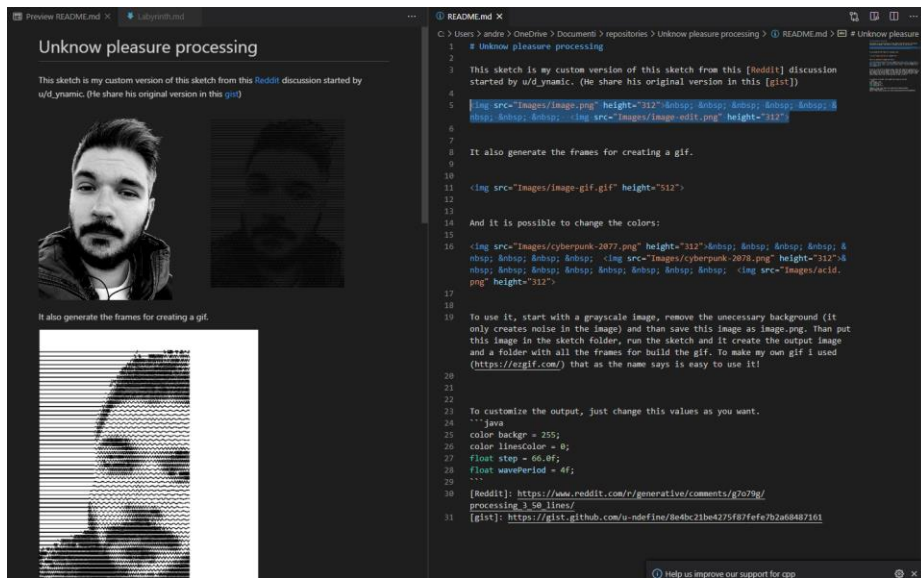 Preview README.md
Labyrinth.md
Unknow pleasure processing
This sketch is my custom version of this sketch from this Reddit discussion started by
u/d_ynamic. (He share his original version in this gist)
It also generate the frames for creating a gif.
README.md
C: > Users > andre > OneDrive > Documenti > repositories > Unknow pleasure processing > README.md > # Unknow pleasure
1 # Unknow pleasure processing
2
3 This sketch is my custom version of this sketch from this [Reddit] discussion
started by u/d_ynamic. (He share his original version in this [gist])
4
5 <img src="Images/image.png" height="312">&nbsp; &nbsp; &nbsp; &nbsp; &nbsp; &
nbsp; &nbsp; &nbsp; <img src="Images/image-edit.png" height="312">
6
7
8 It also generate the frames for creating a gif.
9
10
11 <img src="Images/image-gif.gif" height="512">
12
13
14 And it is possible to change the colors:
15
16 <img src="Images/cyberpunk-2077.png" height="312">&nbsp; &nbsp; &nbsp; &nbsp; &
nbsp; &nbsp; &nbsp; &nbsp; <img src="Images/cyberpunk-2078.png" height="312">&
nbsp; &nbsp; &nbsp; &nbsp; &nbsp; &nbsp; &nbsp; &nbsp; <img src="Images/acid.
png" height="312">
17
18
19 To use it, start with a grayscale image, remove the unecessary background (it
only creates noise in the image) and than save this image as image.png. Than put
this image in the sketch folder, run the sketch and it create the output image
and a folder with all the frames for build the gif. To make my own gif i used
(https://ezgif.com/) that as the name says is easy to use it!
20
21
22
23 To customize the output, just change this values as you want.
24 ```java
25 color backgr = 255;
26 color linesColor = 0;
27 float step = 66.0f;
28 float wavePeriod = 4f;
29 ```
30 [Reddit]: https://www.reddit.com/r/generative/comments/g7o79g/
processing_3_50_lines/
31 [gist]: https://gist.github.com/u-ndefine/8e4bc21be4275f87fefe7b2a68487161
Help us improve our support for cpp